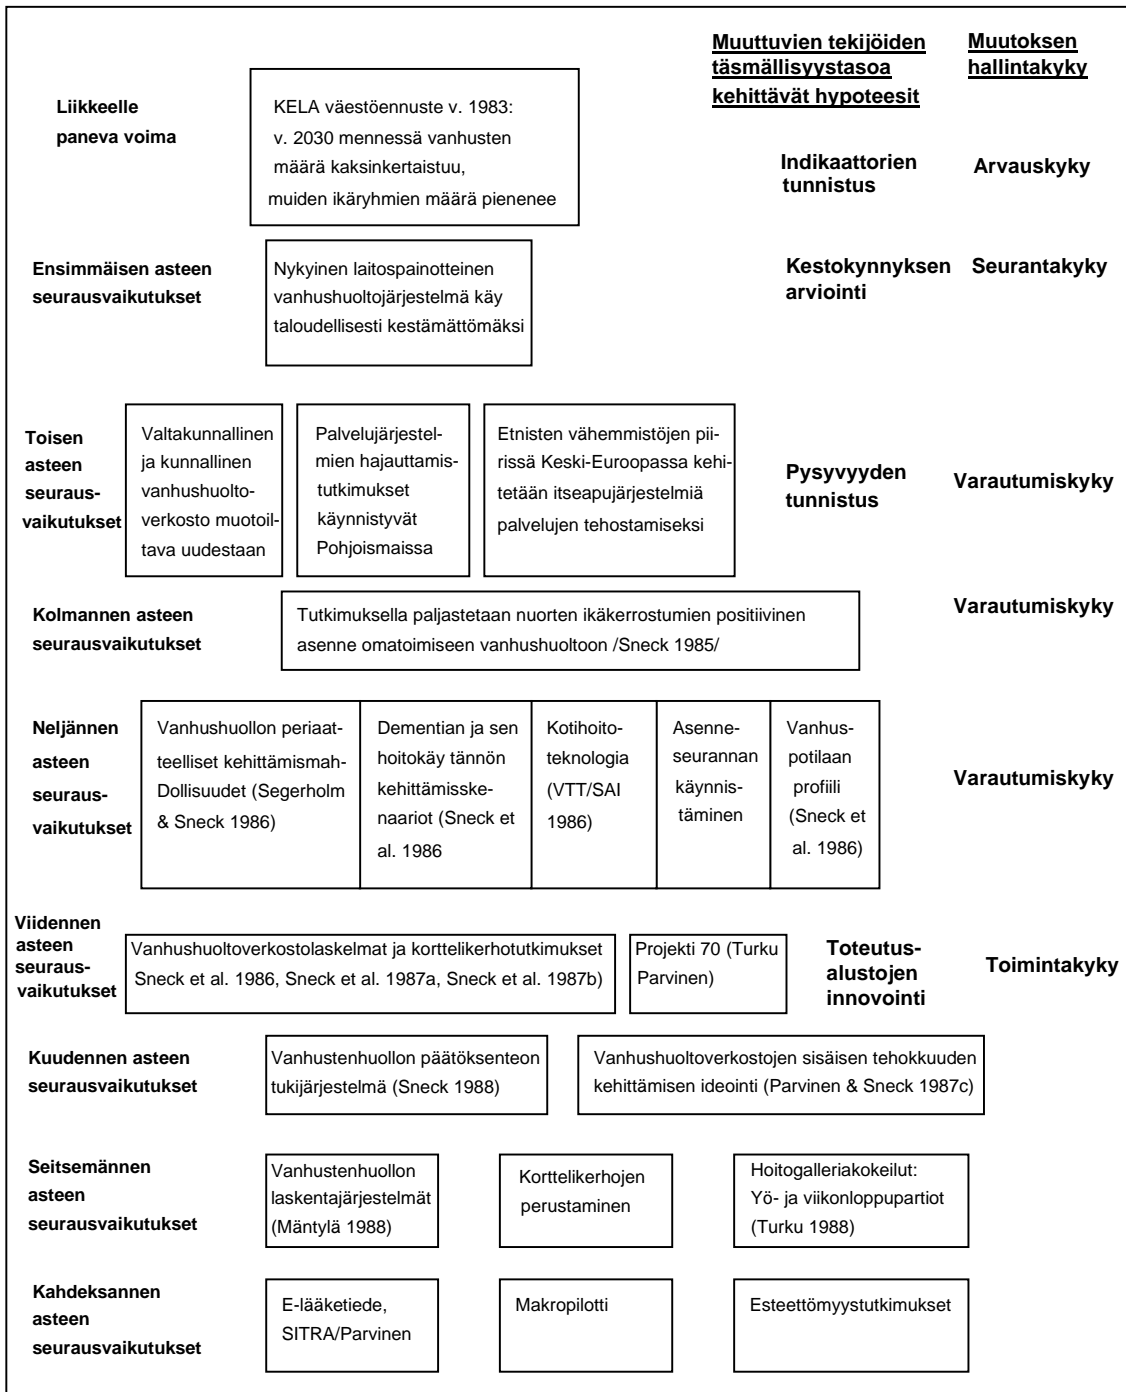 Muuttuvien tekijöiden
täsmällisyystasoa
kehittävät hypoteesit
Muutoksen
hallintakyky
Liikkeelle
paneva voima
KELA väestöennuste v. 1983:
v. 2030 mennessä vanhusten
määrä kaksinkertaistuu,
muiden ikäryhmien määrä pienenee
Indikaattorien
tunnistus
Arvauskyky
Ensimmäisen asteen
seurausvaikutukset
Nykyinen laitospainotteinen
vanhushuoltojärjestelmä käy
taloudellisesti kestämättömäksi
Kestokynnyksen
arviointi
Seurantakyky
Toisen
asteen
seuraus-
vaikutukset
Valtakunnallinen
ja kunnallinen
vanhushuolto-
verkosto muotoil-
tava uudestaan
Palvelujärjestel-
mien hajauttamis-
tutkimukset
käynnistyvät
Pohjoismaissa
Etnisten vähemmistöjen pii-
rissä Keski-Euroopassa kehi-
tetään itseapujärjestelmiä
palvelujen tehostamiseksi
Pysyvyyden
tunnistus
Varautumiskyky
Kolmannen asteen
seurausvaikutukset
Tutkimuksella paljastetaan nuorten ikäkerrostumien positiivinen
asenne omatoimiseen vanhushuoltoon /Sneck 1985/
Varautumiskyky
Neljännen
asteen
seuraus-
vaikutukset
Vanhushuollon periaat-
teelliset kehittämismah-
Dollisuudet (Segerholm
& Sneck 1986)
Dementian ja sen
hoitokäy tännön
kehittämisske-
naariot (Sneck et
al. 1986
Kotihoito-
teknologia
(VTT/SAI
1986)
Asenne-
seurannan
käynnis-
täminen
Vanhus-
potilaan
profiili
(Sneck et
al. 1986)
Varautumiskyky
Viidennen
asteen
seuraus-
vaikutukset
Vanhushuoltoverkostolaskelmat ja korttelikerhotutkimukset
Sneck et al. 1986, Sneck et al. 1987a, Sneck et al. 1987b)
Projekti 70 (Turku
Parvinen)
Toteutus-
alustojen
innovointi
Toimintakyky
Kuudennen asteen
seurausvaikutukset
Vanhustenhuollon päätöksenteon
tukijärjestelmä (Sneck 1988)
Vanhushuoltoverkostojen sisäisen tehokkuuden
kehittämisen ideointi (Parvinen & Sneck 1987c)
Seitsemännen
asteen
seurausvaikutukset
Vanhustenhuollon
laskentajärjestelmät
(Mäntylä 1988)
Korttelikerhojen
perustaminen
Hoitogalleriakokeilut:
Yö- ja viikonloppupartiot
(Turku 1988)
Kahdeksannen
asteen
seurausvaikutukset
E-lääketiede,
SITRA/Parvinen
Makropilotti
Esteettömyystutkimukset